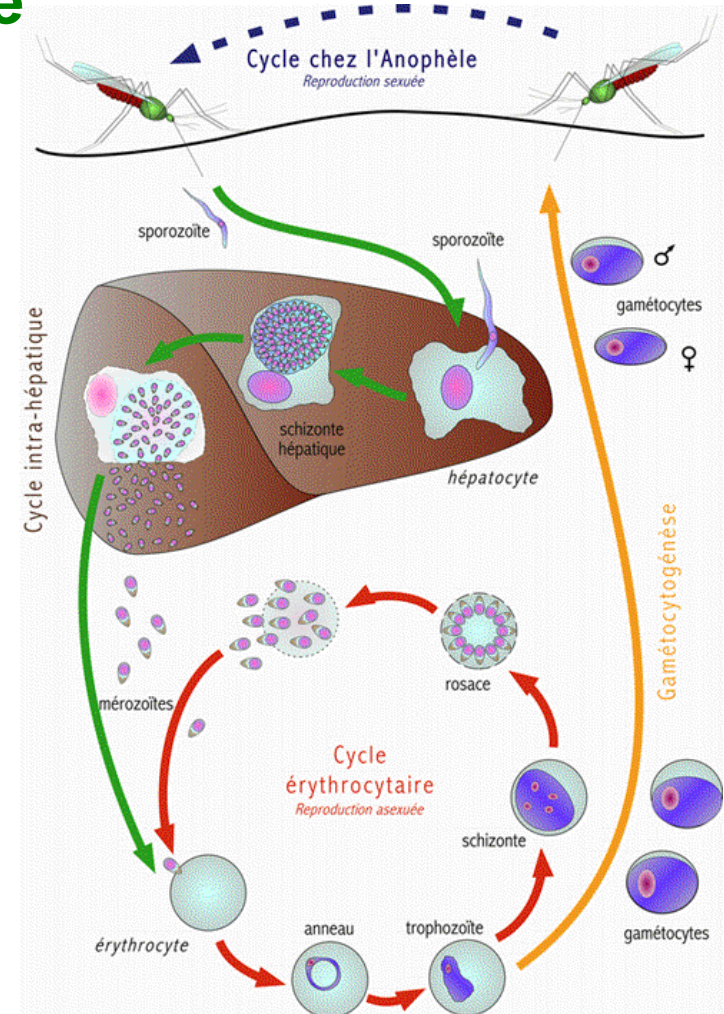 e
Cycle chez l'Anophèle
Reproduction sexuée
sporozoïte
sporozoïte
♂
gamétocytes
♀
Cycle intra-hépatique
schizonte
hépatique
hépatocyte
mérozoïtes
rosace
Gamétocytogénèse
Cycle
érythrocytaire
Reproduction asexuée
schizonte
érythrocyte
anneau
trophozoïte
gamétocytes